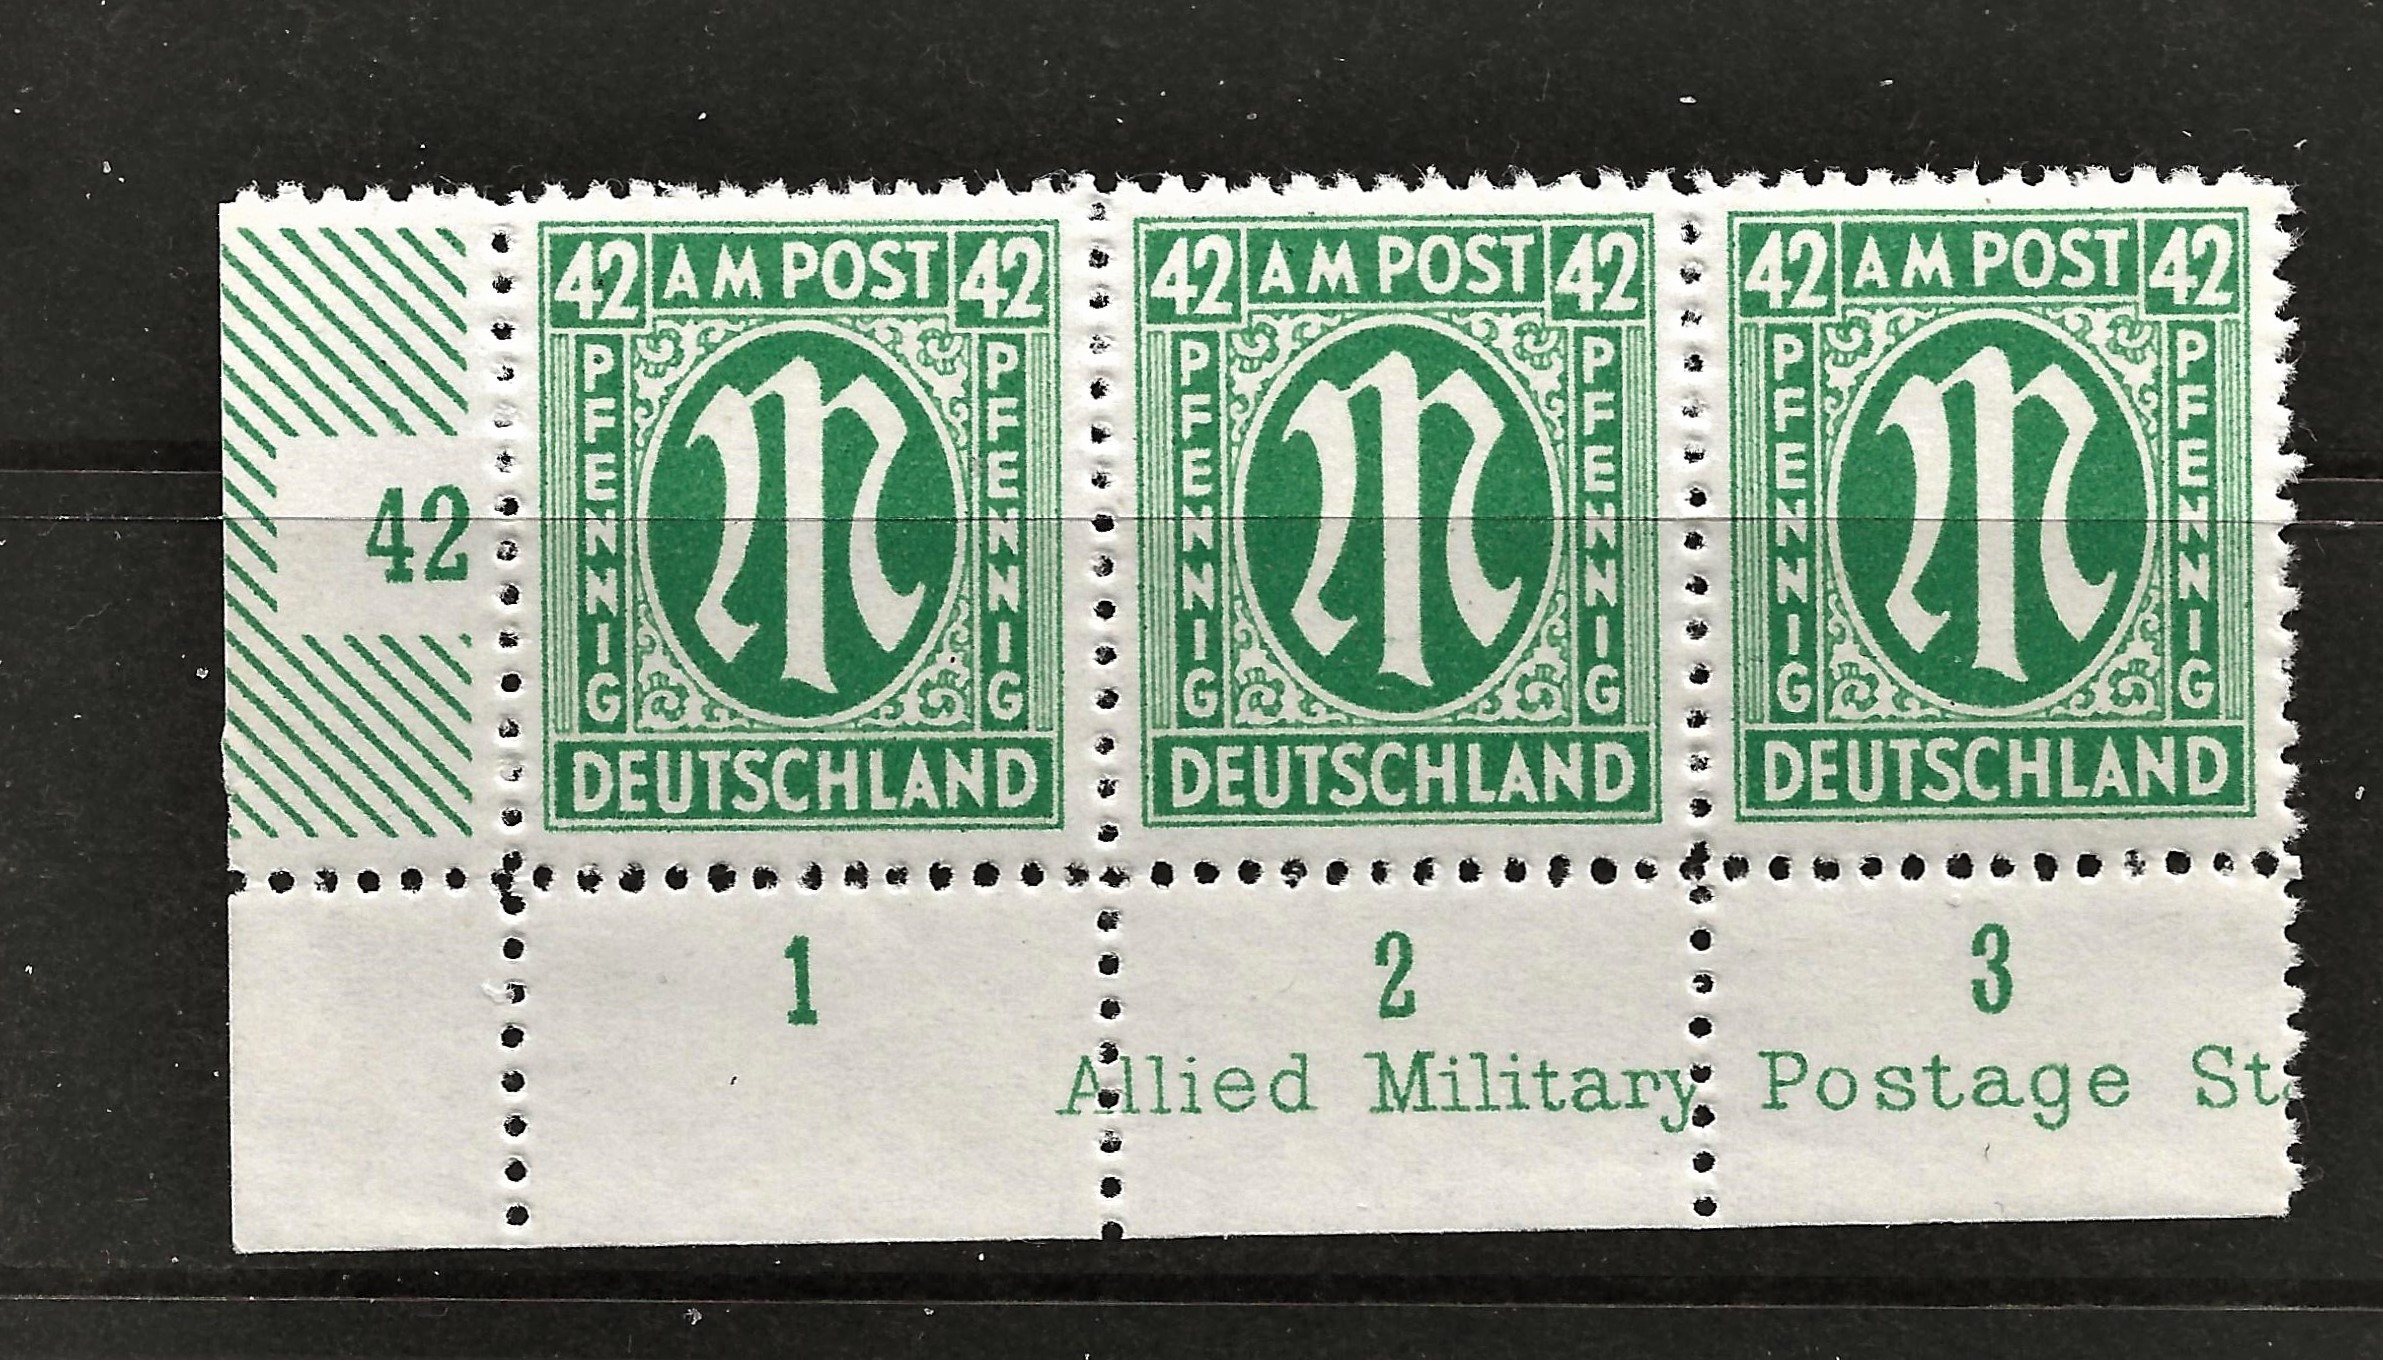 42 AM POST 42 42 AM POST 42 42 AM POST 42
PFENNIG PFENNIG PFENNIG PFENNIG PFENNIG PFENNIG
42
M M M
DEUTSCHLAND DEUTSCHLAND DEUTSCHLAND
1 2 3
Allied Military Postage